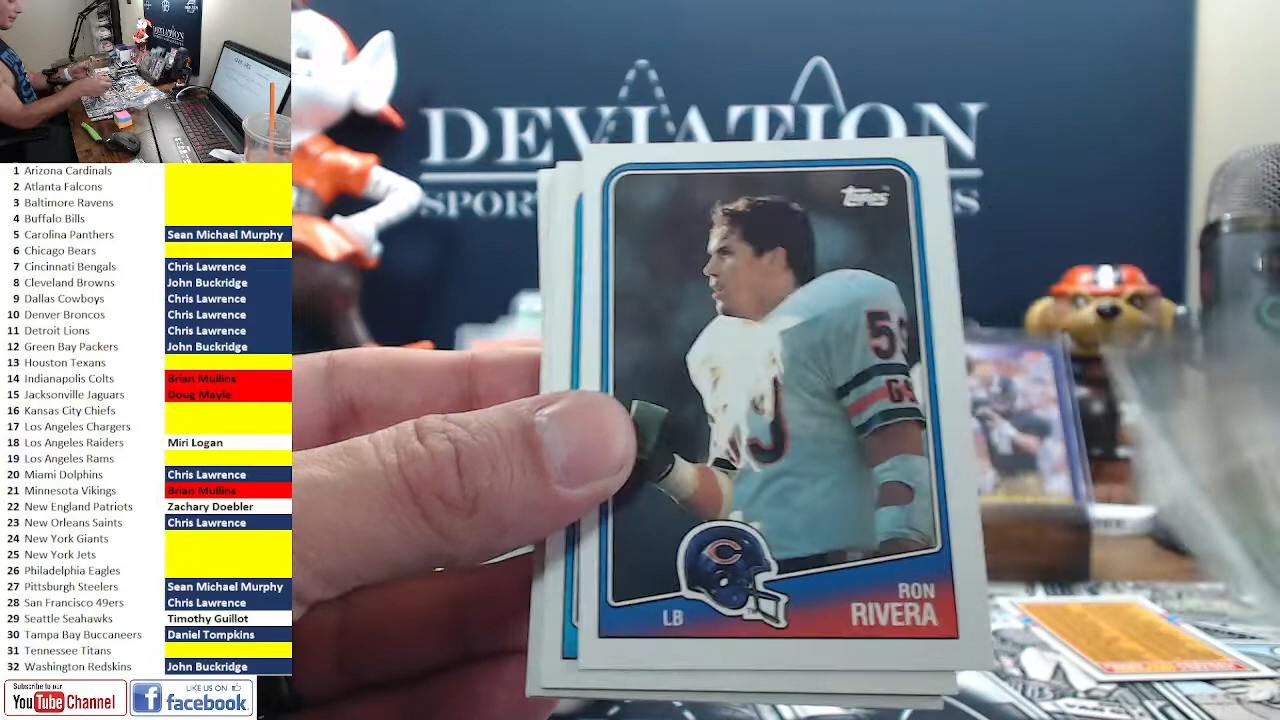 DEVIATION
SPOR
S
1 Arizona Cardinals
2 Atlanta Falcons
3 Baltimore Ravens
4 Buffalo Bills
5 Carolina Panthers Sean Michael Murphy
6 Chicago Bears
7 Cincinnati Bengals Chris Lawrence
8 Cleveland Browns John Buckridge
9 Dallas Cowboys Chris Lawrence
10 Denver Broncos Chris Lawrence
11 Detroit Lions Chris Lawrence
12 Green Bay Packers John Buckridge
13 Houston Texans
14 Indianapolis Colts Brian Mullins
15 Jacksonville Jaguars Doug Mayle
16 Kansas City Chiefs
17 Los Angeles Chargers
18 Los Angeles Raiders Miri Logan
19 Los Angeles Rams
20 Miami Dolphins Chris Lawrence
21 Minnesota Vikings Brian Mullins
22 New England Patriots Zachary Doebler
23 New Orleans Saints Chris Lawrence
24 New York Giants
25 New York Jets
26 Philadelphia Eagles
27 Pittsburgh Steelers Sean Michael Murphy
28 San Francisco 49ers Chris Lawrence
29 Seattle Seahawks Timothy Guillot
30 Tampa Bay Buccaneers Daniel Tompkins
31 Tennessee Titans
32 Washington Redskins John Buckridge
Subscribe to our
YouTube Channel
LIKE US ON
facebook.
Topps
59
GS
C
LB
RON
RIVERA